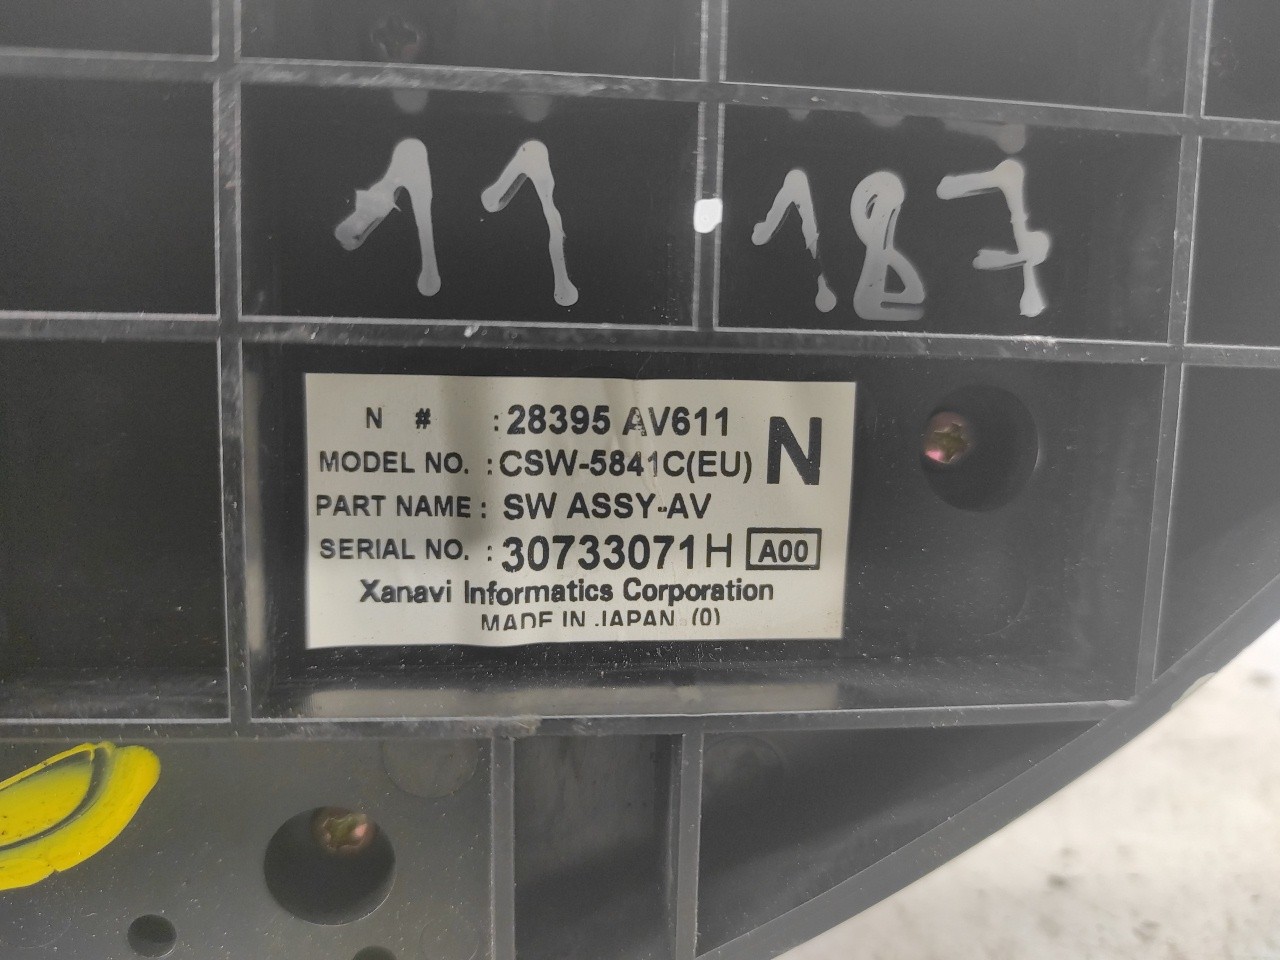 11 187
N # : 28395 AV611
N
MODEL NO. : CSW-5841C(EU)
PART NAME : SW ASSY-AV
SERIAL NO. : 30733071H A00
Xanavi Informatics Corporation
MADE IN JAPAN (0)